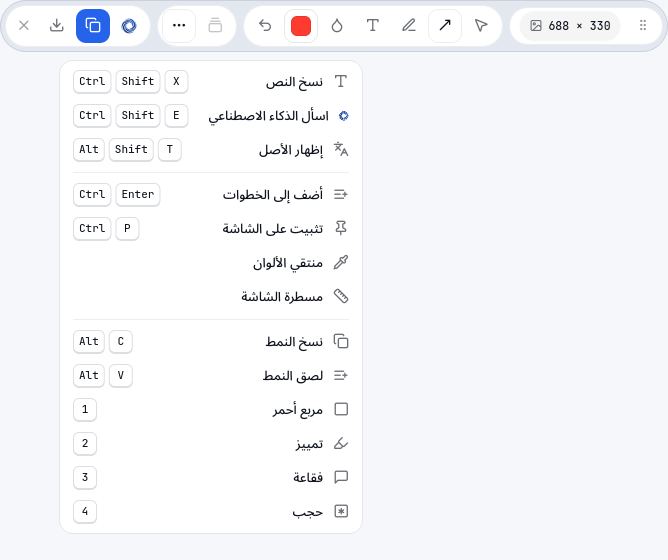 688 × 330
نسخ النص Ctrl Shift X
اسأل الذكاء الاصطناعي Ctrl Shift E
إظهار الأصل Alt Shift T
أضف إلى الخطوات Ctrl Enter
تثبيت على الشاشة Ctrl P
منتقي الألوان
مسطرة الشاشة
نسخ النمط Alt C
لصق النمط Alt V
مربع أحمر 1
تمييز 2
فقاعة 3
حجب 4